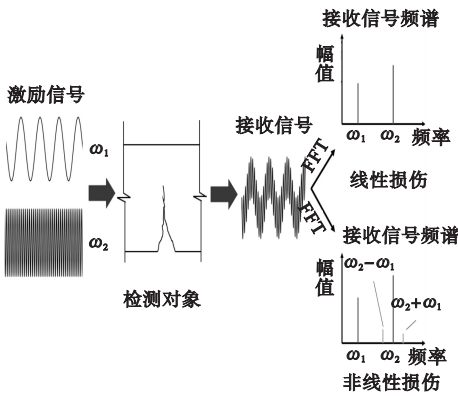 激励信号
ω₁
ω₂
检测对象
接收信号
FFT
FFT
接收信号频谱
幅值
ω₁ ω₂ 频率
线性损伤
接收信号频谱
幅值
ω₂−ω₁
ω₂+ω₁
ω₁ ω₂ 频率
非线性损伤